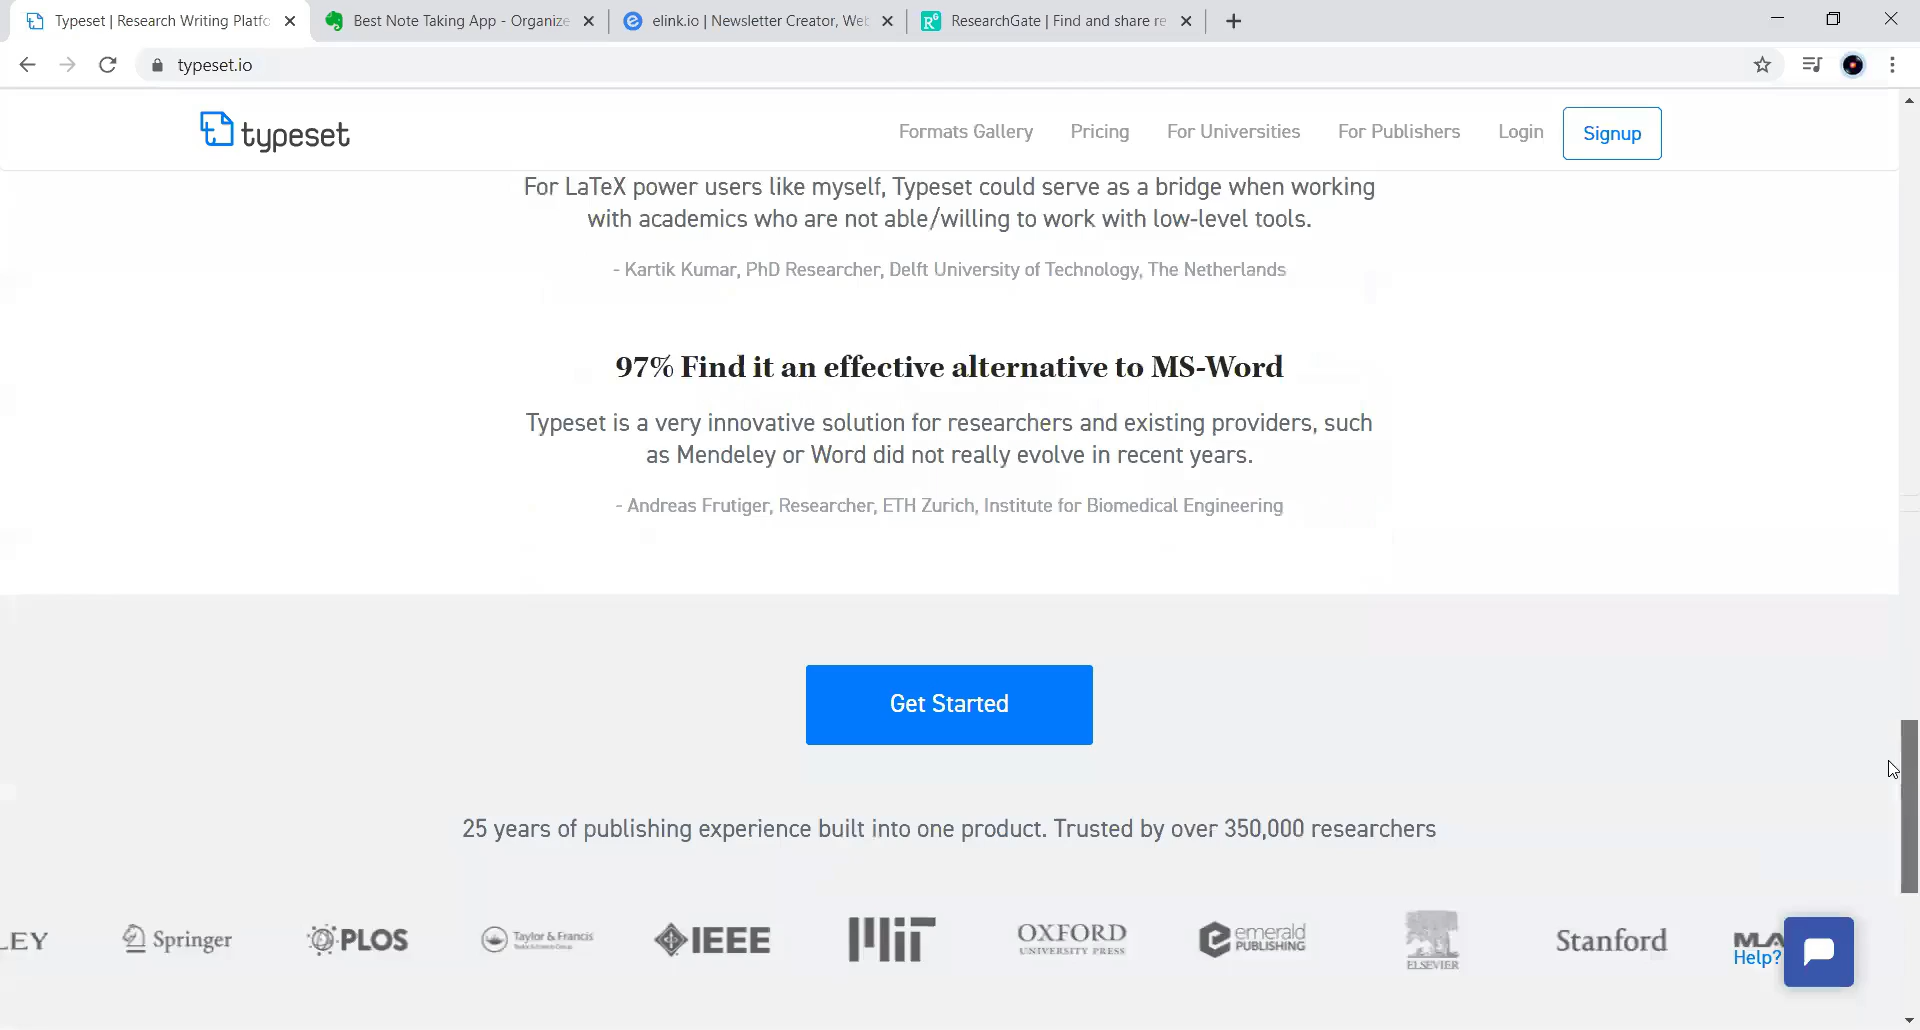 Typeset | Research Writing Platfo
Best Note Taking App - Organize
elink.io | Newsletter Creator, Web
ResearchGate | Find and share re
typeset.io
typeset
Formats Gallery
Pricing
For Universities
For Publishers
Login
Signup
For LaTeX power users like myself, Typeset could serve as a bridge when working
with academics who are not able/willing to work with low-level tools.
- Kartik Kumar, PhD Researcher, Delft University of Technology, The Netherlands
97% Find it an effective alternative to MS-Word
Typeset is a very innovative solution for researchers and existing providers, such
as Mendeley or Word did not really evolve in recent years.
- Andreas Frutiger, Researcher, ETH Zurich, Institute for Biomedical Engineering
Get Started
25 years of publishing experience built into one product. Trusted by over 350,000 researchers
LEY
Springer
PLOS
Taylor & Francis
IEEE
MIT
OXFORD
UNIVERSITY PRESS
emerald
PUBLISHING
ELSEVIER
Stanford
MLA
Help?